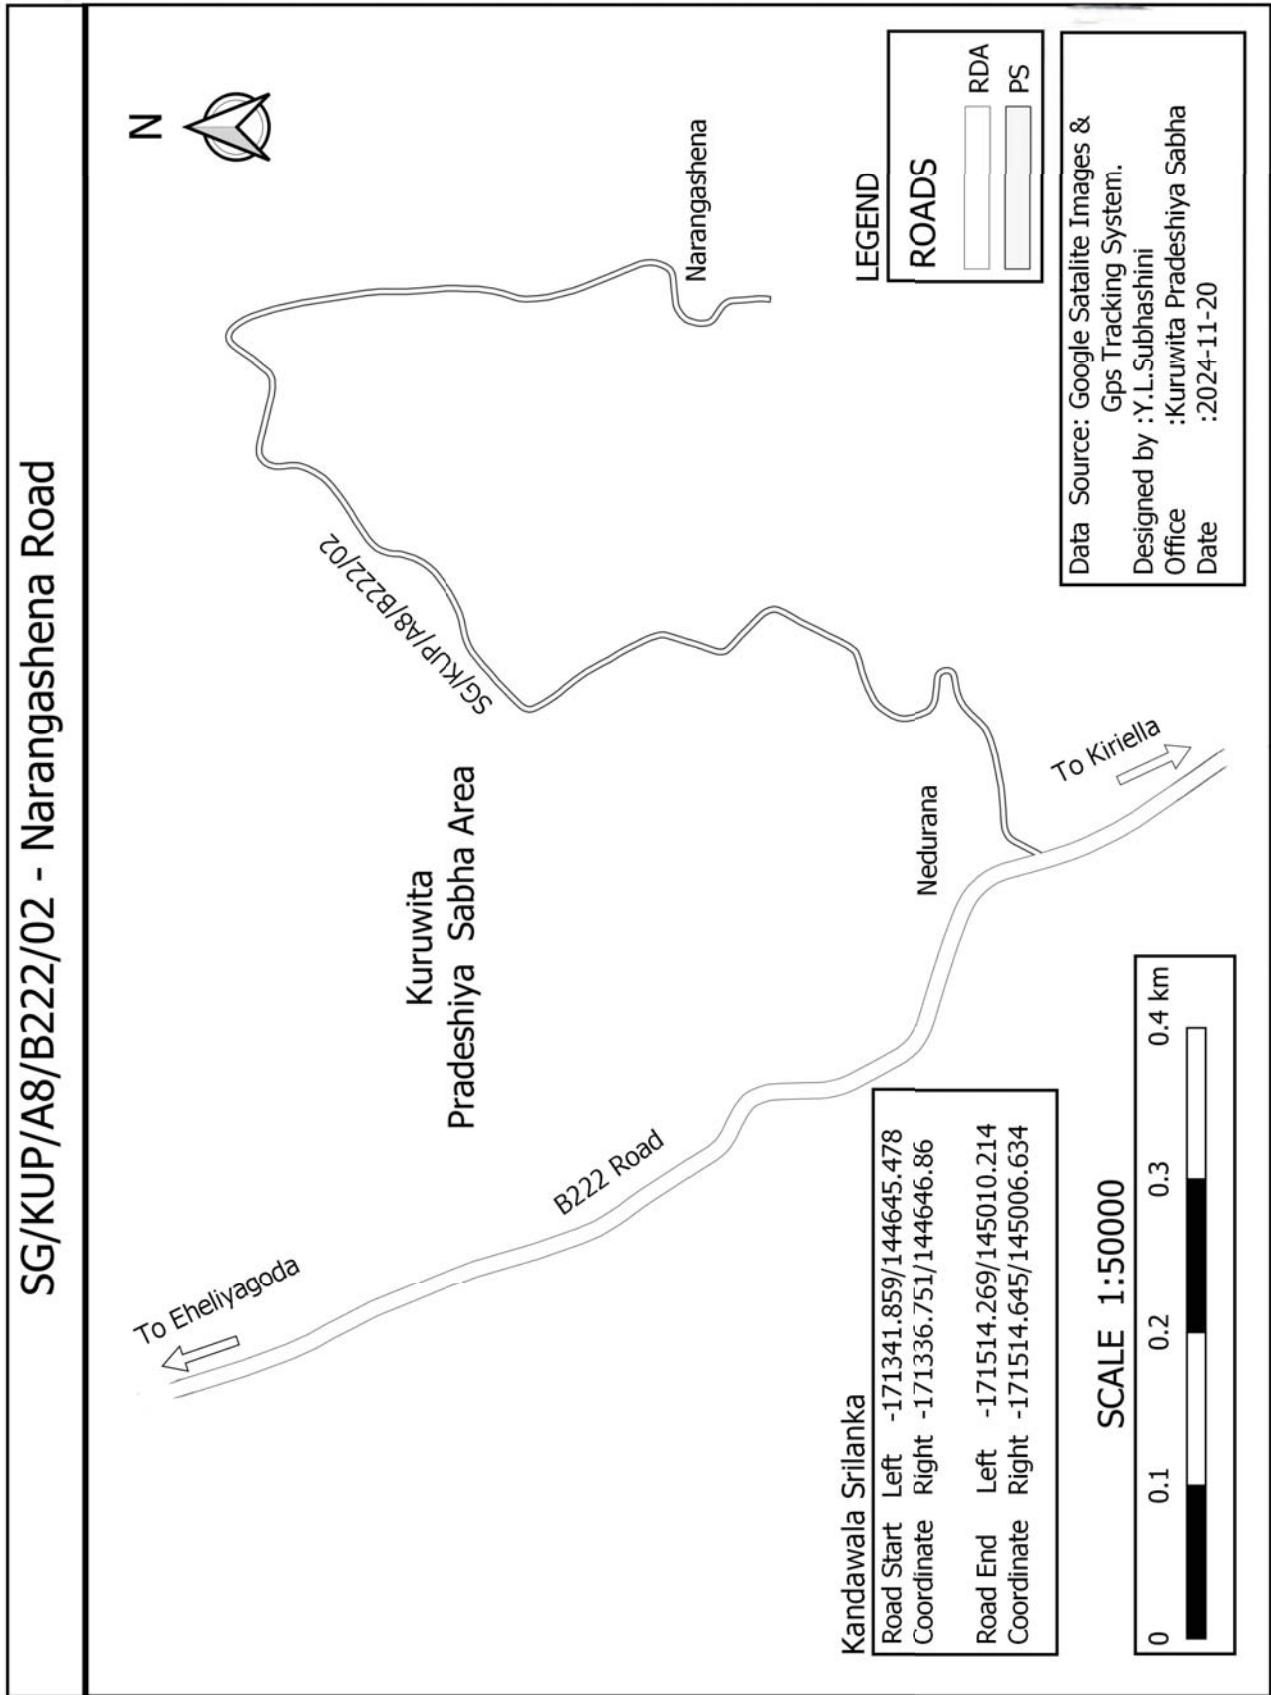 SG/KUP/A8/B222/02 - Narangashena Road
N
To Eheliyagoda
B222 Road
Kuruwita
Pradeshiya Sabha Area
SG/KUP/A8/B222/02
Narangashena
Nedurana
To Kiriella
Kandawala Srilanka
Road Start Left -171341.859/144645.478
Coordinate Right -171336.751/144646.86
Road End Left -171514.269/145010.214
Coordinate Right -171514.645/145006.634
SCALE 1:50000
0 0.1 0.2 0.3 0.4 km
LEGEND
ROADS
RDA
PS
Data Source: Google Satalite Images &
Gps Tracking System.
Designed by :Y.L.Subhashini
Office :Kuruwita Pradeshiya Sabha
Date :2024-11-20